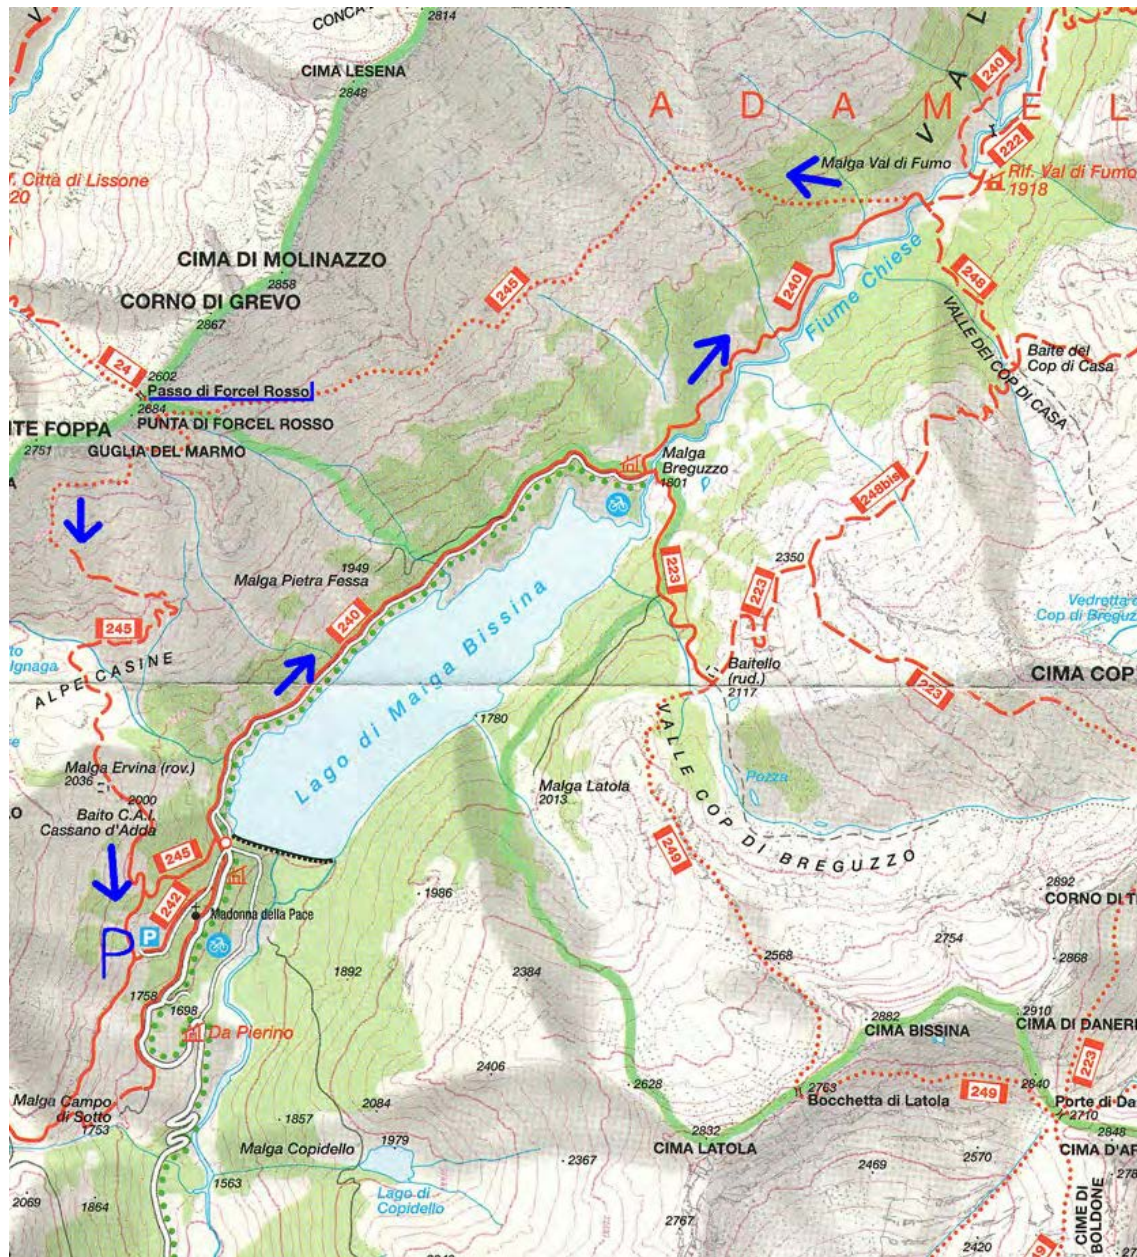 2814
CIMA LESENA
2848
A D A M E L
V A L
240
222
Malga Val di Fumo
Rif. Val di Fumo
1918
Città di Lissone
20
CIMA DI MOLINAZZO
2858
CORNO DI GREVO
2867
245
240
Fiume Chiese
248
VALLE DEI COP DI CASA
Baite del
Cop di Casa
24
2602
Passo di Forcel Rosso
2684
PUNTA DI FORCEL ROSSO
TE FOPPA
2751
GUGLIA DEL MARMO
Malga
Breguzzo
1801
248bis
2350
223
223
1949
Malga Pietra Fessa
240
245
Ignaga
ALPE CASINE
Lago di Malga Bissina
Vedretta
Cop di Breguz
Baitello
(rud.)
2117
CIMA COP
223
1780
Malga Ervina (rov.)
2036
2000
Baito C.A.I.
Cassano d'Adda
Malga Latola
2013
VALLE COP DI BREGUZZO
Pozza
249
245
242
1986
2892
CORNO DI T
Madonna della Pace
P
P
2754
2868
2568
1892
2384
1758
1698
Da Pierino
2882
CIMA BISSINA
2910
CIMA DI DANER
223
2406
2628
2763
Bocchetta di Latola
249
2840
Porte di Da
2710
2848
Malga Campo
di Sotto
1753
2084
1857
2832
CIMA LATOLA
CIMA D'AR
Malga Copidello
1979
2367
2469
2570
278
1563
Lago di
Copidello
2069
1864
2767
2420
CIME DI
BOLDONE